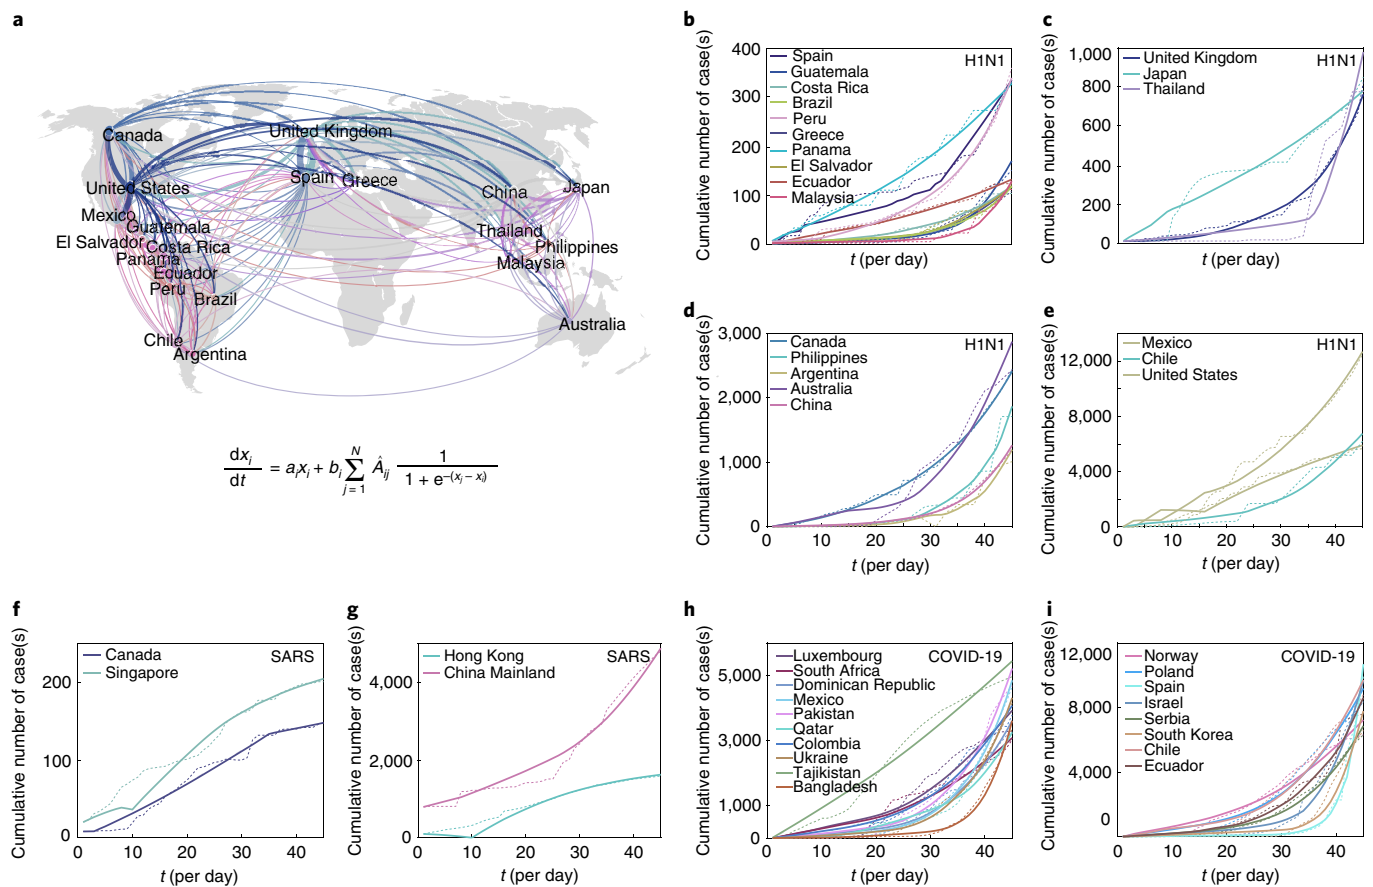 a
Canada
United Kingdom
United States
Spain
Greece
China
Japan
Mexico
Guatemala
El Salvador
Costa Rica
Panama
Ecuador
Peru
Brazil
Chile
Argentina
Thailand
Philippines
Malaysia
Australia
dx_i/dt = a_i x_i + b_i ∑_{j = 1}^{N} Â_ij 1/(1 + e^{−(x_j − x_i)})
b
Cumulative number of case(s)
400
300
200
100
0
Spain
Guatemala
Costa Rica
Brazil
Peru
Greece
Panama
El Salvador
Ecuador
Malaysia
H1N1
t (per day)
c
Cumulative number of case(s)
1,000
800
600
400
200
0
United Kingdom
Japan
Thailand
H1N1
t (per day)
d
Cumulative number of case(s)
3,000
2,000
1,000
0
Canada
Philippines
Argentina
Australia
China
H1N1
0 10 20 30 40
t (per day)
e
Cumulative number of case(s)
12,000
8,000
4,000
0
Mexico
Chile
United States
H1N1
0 10 20 30 40
t (per day)
f
Cumulative number of case(s)
200
100
0
Canada
Singapore
SARS
0 10 20 30 40
t (per day)
g
Cumulative number of case(s)
4,000
2,000
0
Hong Kong
China Mainland
SARS
0 10 20 30 40
t (per day)
h
Cumulative number of case(s)
5,000
3,000
1,000
0
Luxembourg
South Africa
Dominican Republic
Mexico
Pakistan
Qatar
Colombia
Ukraine
Tajikistan
Bangladesh
COVID-19
0 10 20 30 40
t (per day)
i
Cumulative number of case(s)
12,000
8,000
4,000
0
Norway
Poland
Spain
Israel
Serbia
South Korea
Chile
Ecuador
COVID-19
0 10 20 30 40
t (per day)